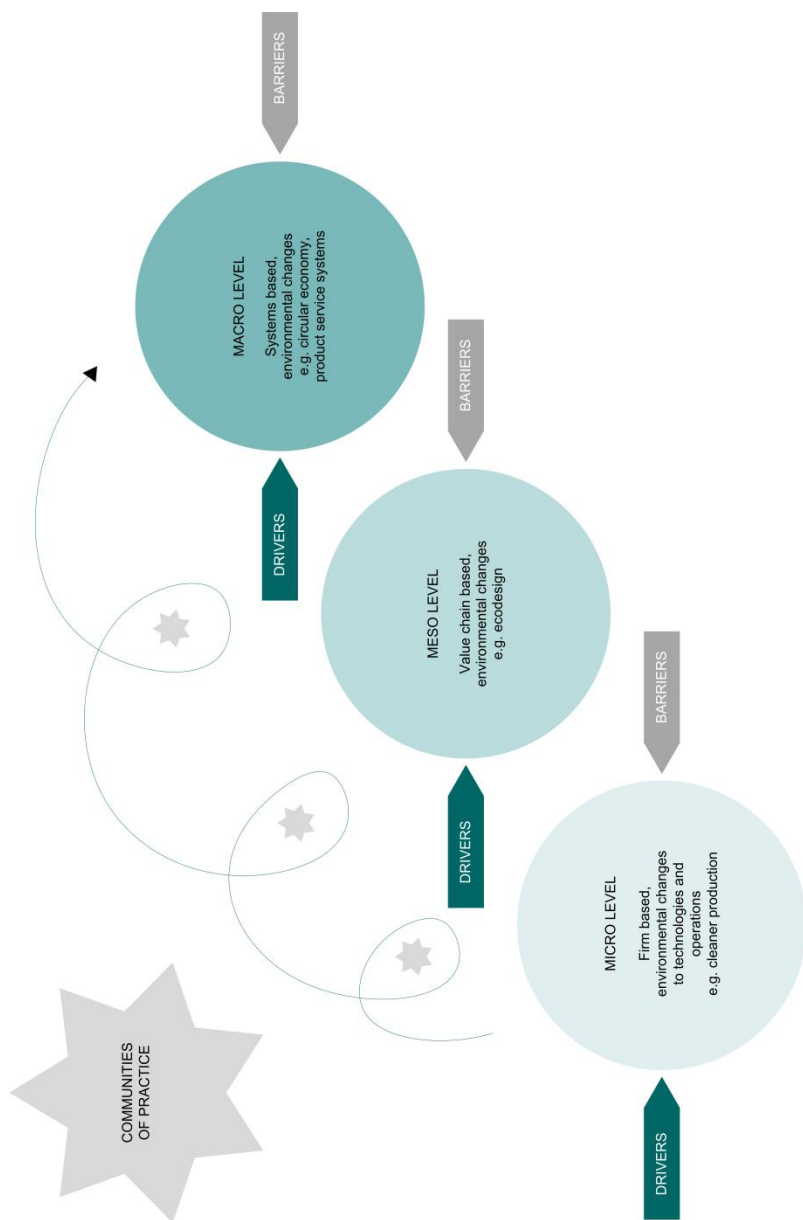 COMMUNITIES
OF PRACTICE
DRIVERS
MACRO LEVEL
Systems based,
environmental changes
e.g. circular economy,
product service systems
BARRIERS
DRIVERS
MESO LEVEL
Value chain based,
environmental changes
e.g. ecodesign
BARRIERS
DRIVERS
MICRO LEVEL
Firm based,
environmental changes
to technologies and
operations
e.g. cleaner production
BARRIERS